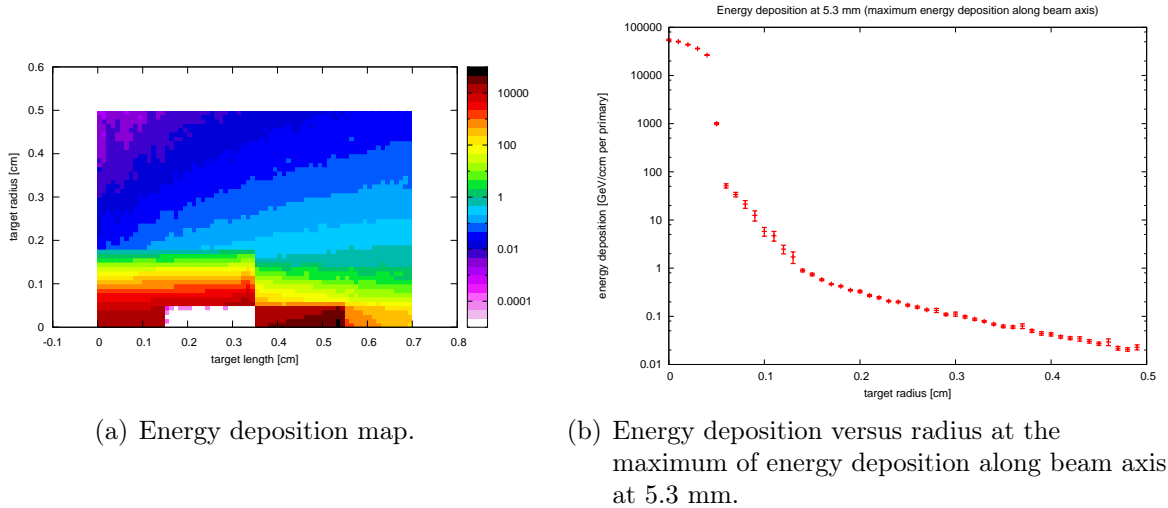 0.6
0.5
0.4
0.3
0.2
0.1
0
-0.1 0 0.1 0.2 0.3 0.4 0.5 0.6 0.7 0.8
target radius [cm]
target length [cm]
10000
100
1
0.01
0.0001
(a) Energy deposition map.
Energy deposition at 5.3 mm (maximum energy deposition along beam axis)
100000
10000
1000
100
10
1
0.1
0.01
0 0.1 0.2 0.3 0.4 0.5
energy deposition [GeV/ccm per primary]
target radius [cm]
(b) Energy deposition versus radius at the
maximum of energy deposition along beam axis
at 5.3 mm.